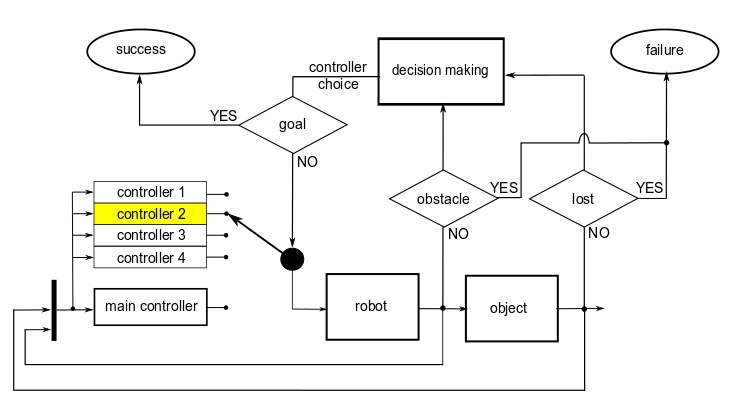 success
failure
controller
choice
decision making
YES
goal
NO
controller 1
controller 2
controller 3
controller 4
obstacle
YES
NO
lost
YES
NO
main controller
robot
object